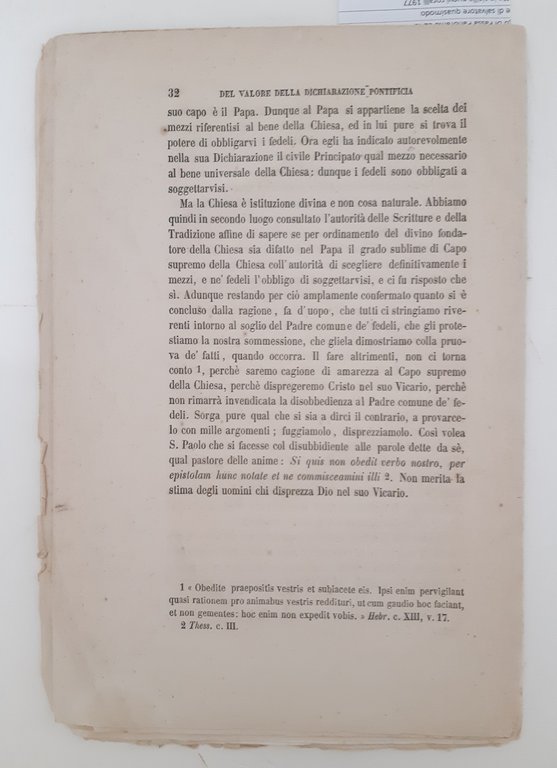 e di salvatore quasimodo
1977
32 DEL VALORE DELLA DICHIARAZIONE PONTIFICIA
suo capo è il Papa. Dunque al Papa si appartiene la scelta dei
mezzi riferentisi al bene della Chiesa, ed in lui pure si trova il
potere di obbligarvi i fedeli. Ora egli ha indicato autorevolmente
nella sua Dichiarazione il civile Principato qual mezzo necessario
al bene universale della Chiesa: dunque i fedeli sono obbligati a
soggettarvisi.
Ma la Chiesa è istituzione divina e non cosa naturale. Abbiamo
quindi in secondo luogo consultato l'autorità delle Scritture e della
Tradizione affine di sapere se per ordinamento del divino fonda-
tore della Chiesa sia difatto nel Papa il grado sublime di Capo
supremo della Chiesa coll'autorità di scegliere definitivamente i
mezzi, e ne' fedeli l'obbligo di soggettarvisi, e ci fu risposto che
sì. Adunque restando per ciò amplamente confermato quanto si è
concluso dalla ragione, fa d'uopo, che tutti ci stringiamo rive-
renti intorno al soglio del Padre comune de' fedeli, che gli prote-
stiamo la nostra sommessione, che gliela dimostriamo colla pruo-
va de' fatti, quando occorra. Il fare altrimenti, non ci torna
conto 1, perchè saremo cagione di amarezza al Capo supremo
della Chiesa, perchè dispregeremo Cristo nel suo Vicario, perchè
non rimarrà invendicata la disobbedienza al Padre comune de' fe-
deli. Sorga pure qual che si sia a dirci il contrario, a provarce-
lo con mille argomenti; fuggiamolo, disprezziamolo. Così volea
S. Paolo che si facesse col disubbidiente alle parole dette da sè,
qual pastore delle anime: Si quis non obedit verbo nostro, per
epistolam hunc notate et ne commisceamini illi 2. Non merita la
stima degli uomini chi disprezza Dio nel suo Vicario.
1 « Obedite praepositis vestris et subiacete eis. Ipsi enim pervigilant
quasi rationem pro animabus vestris reddituri, ut cum gaudio hoc faciant,
et non gementes: hoc enim non expedit vobis. » Hebr. c. XIII, v. 17.
2 Thess. c. III.